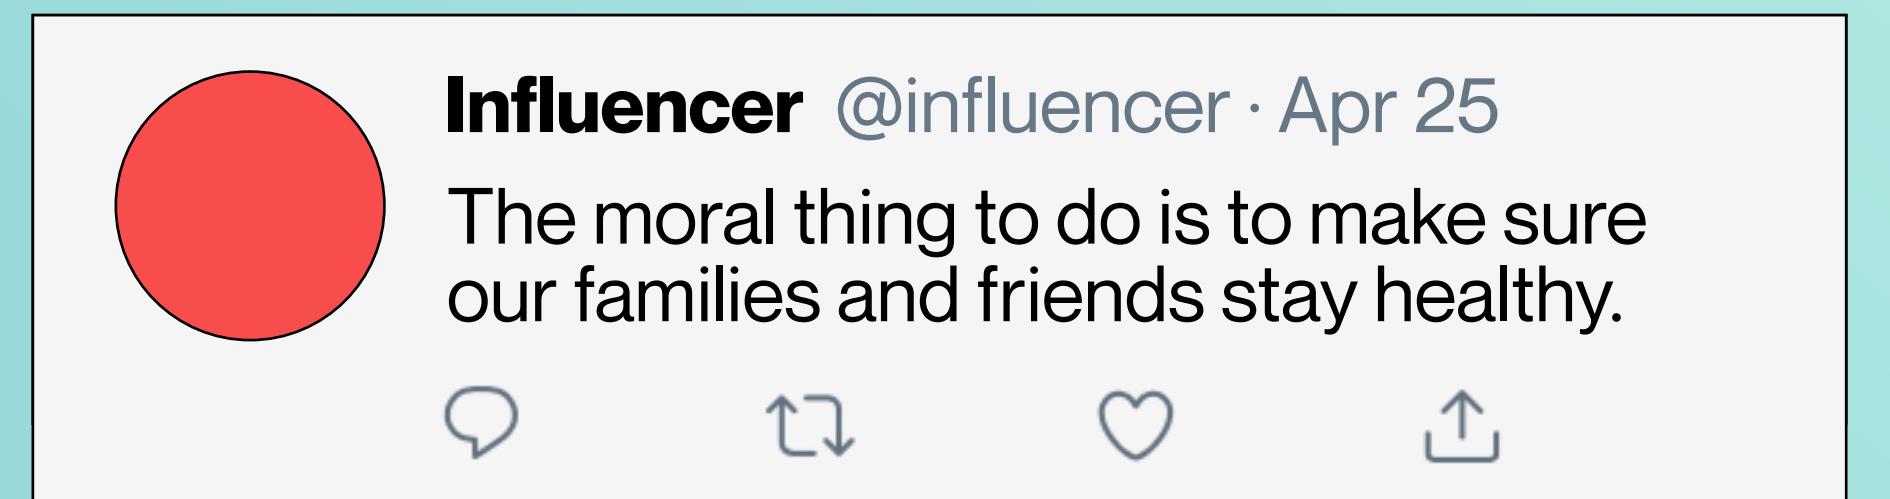 Influencer @influencer · Apr 25
The moral thing to do is to make sure
our families and friends stay healthy.